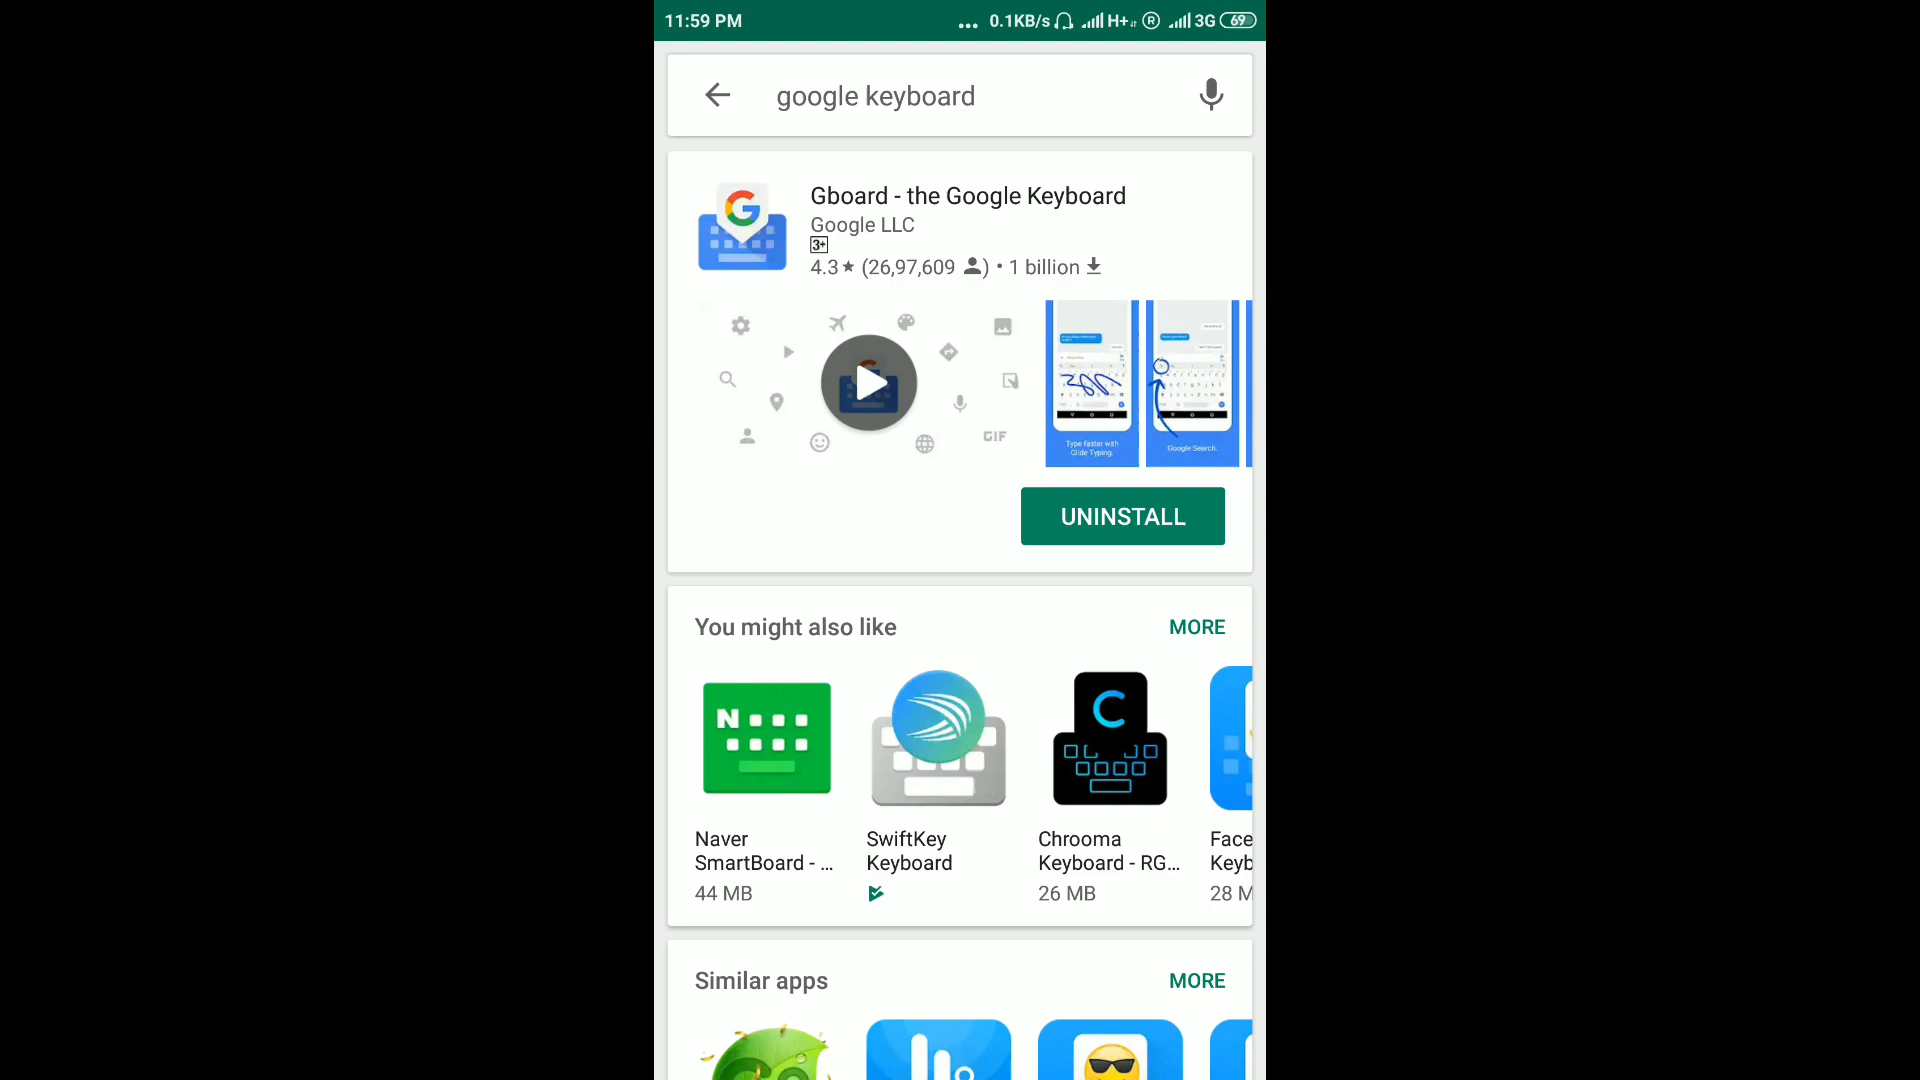 11:59 PM
... 0.1KB/s H+ R 3G 69
google keyboard
Gboard - the Google Keyboard
Google LLC
3+
4.3★ (26,97,609 ) • 1 billion
GIF
Type faster with
Glide Typing.
Google Search.
UNINSTALL
You might also like
MORE
N
C
Naver
SmartBoard - ...
44 MB
SwiftKey
Keyboard
Chrooma
Keyboard - RG...
26 MB
Face
Keyb
28 M
Similar apps
MORE